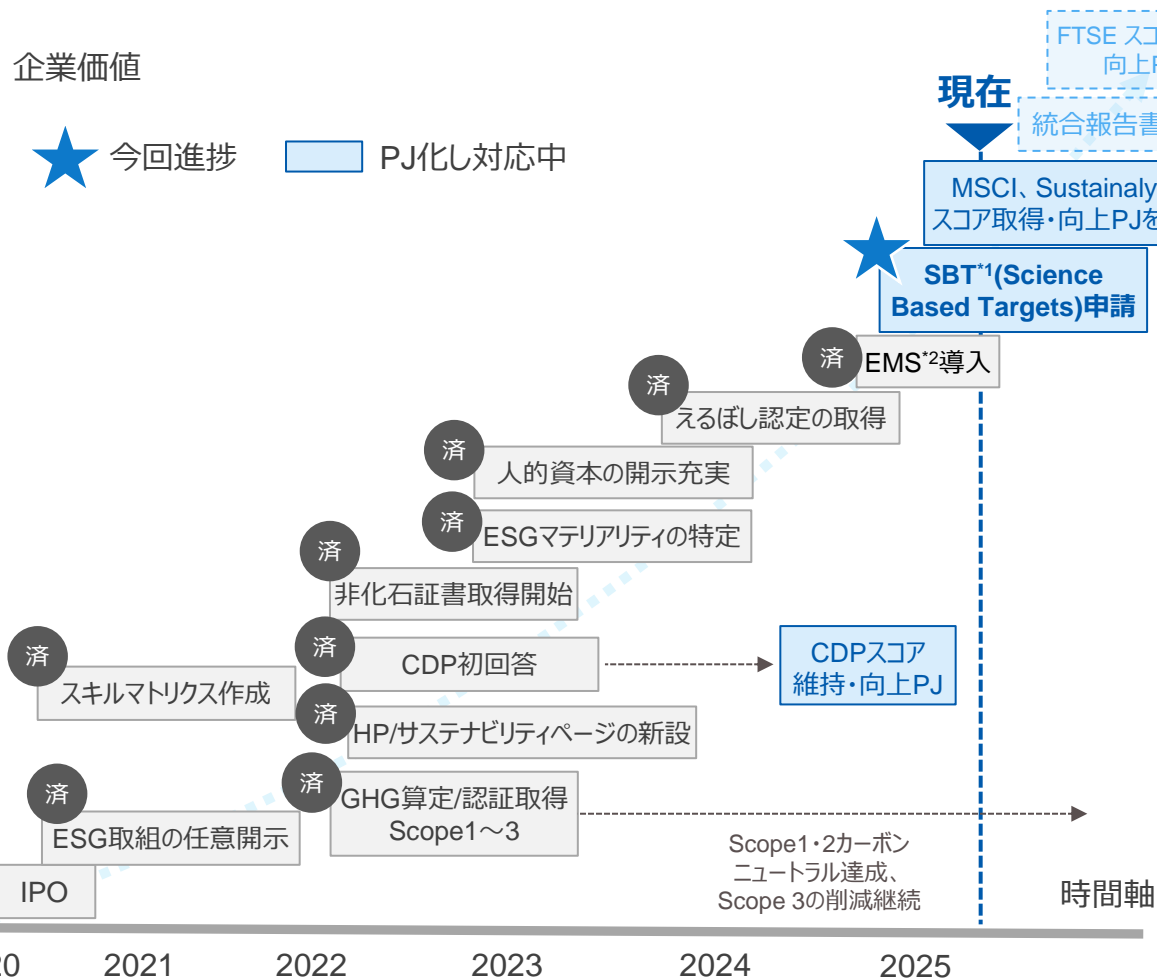 FTSE スコ
向上P
企業価値
現在
統合報告書
今回進捗
PJ化し対応中
MSCI、Sustainaly
スコア取得・向上PJを
SBT*1(Science
Based Targets)申請
済
EMS*2導入
済
えるぼし認定の取得
済
人的資本の開示充実
済
ESGマテリアリティの特定
済
非化石証書取得開始
済
CDP初回答
CDPスコア
維持・向上PJ
済
スキルマトリクス作成
済
HP/サステナビリティページの新設
済
GHG算定/認証取得
Scope1～3
済
ESG取組の任意開示
Scope1・2カーボン
ニュートラル達成、
Scope 3の削減継続
IPO
時間軸
20
2021
2022
2023
2024
2025